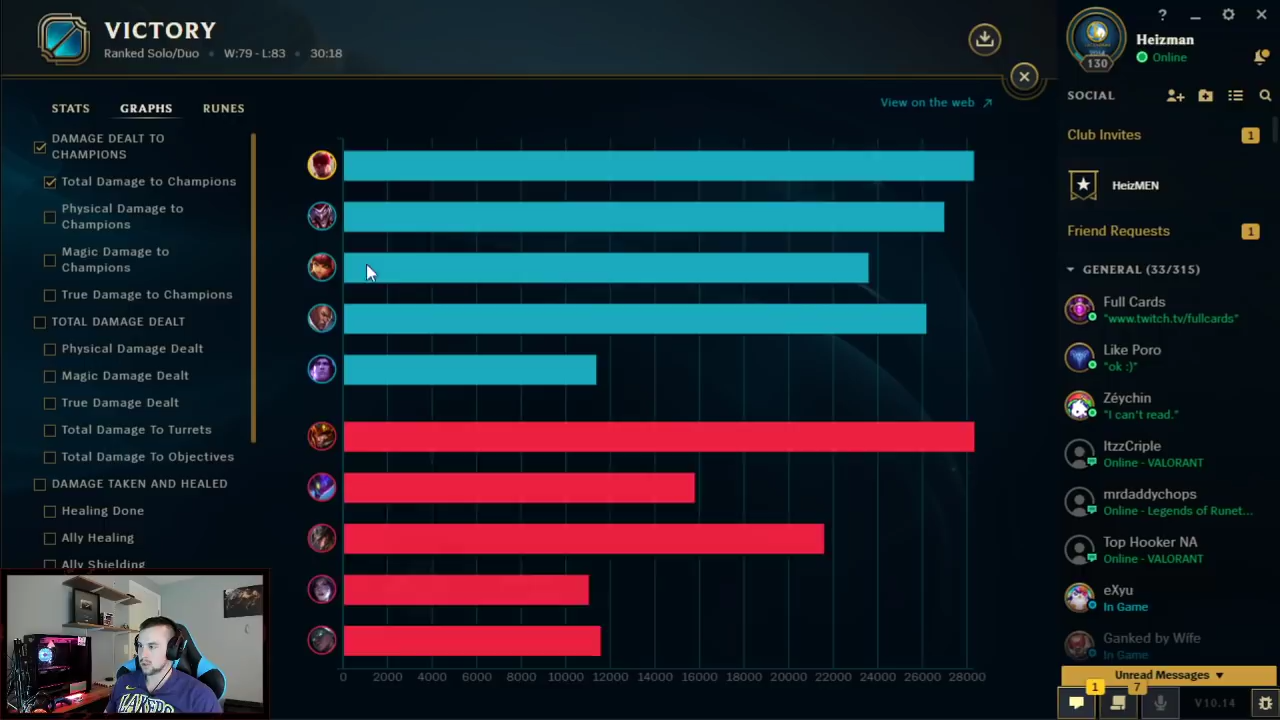 VICTORY
Ranked Solo/Duo • W:79 - L:83 • 30:18
STATS GRAPHS RUNES
View on the web
DAMAGE DEALT TO
CHAMPIONS
Total Damage to Champions
Physical Damage to
Champions
Magic Damage to
Champions
True Damage to Champions
TOTAL DAMAGE DEALT
Physical Damage Dealt
Magic Damage Dealt
True Damage Dealt
Total Damage To Turrets
Total Damage To Objectives
DAMAGE TAKEN AND HEALED
Healing Done
Ally Healing
Ally Shielding
0 2000 4000 6000 8000 10000 12000 14000 16000 18000 20000 22000 24000 26000 28000
?
130
Heizman
Online
SOCIAL
Club Invites 1
HeizMEN
Friend Requests 1
GENERAL (33/315)
Full Cards
"www.twitch.tv/fullcards"
Like Poro
"ok :)"
Zéychin
"I can't read."
ItzzCriple
Online - VALORANT
mrdaddychops
Online - Legends of Runet...
Top Hooker NA
Online - VALORANT
eXyu
In Game
Ganked by Wife
In Game
Unread Messages
1 7
V10.14
LAKERS